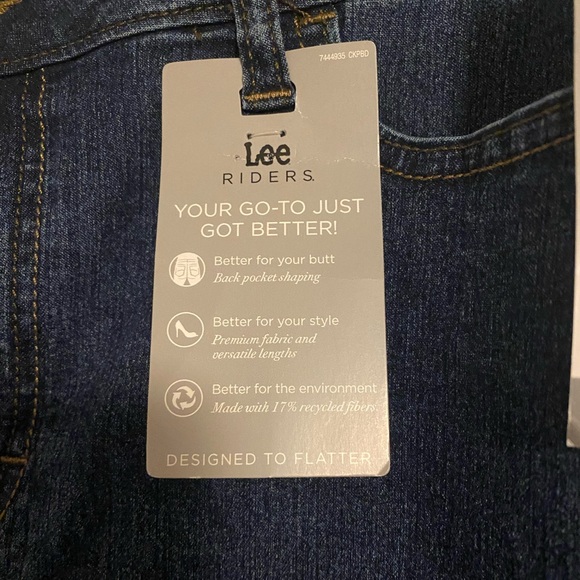 7444935 CKPBD
Lee
RIDERS.
YOUR GO-TO JUST
GOT BETTER!
Better for your butt
Back pocket shaping
Better for your style
Premium fabric and
versatile lengths
Better for the environment
Made with 17% recycled fibers.
DESIGNED TO FLATTER